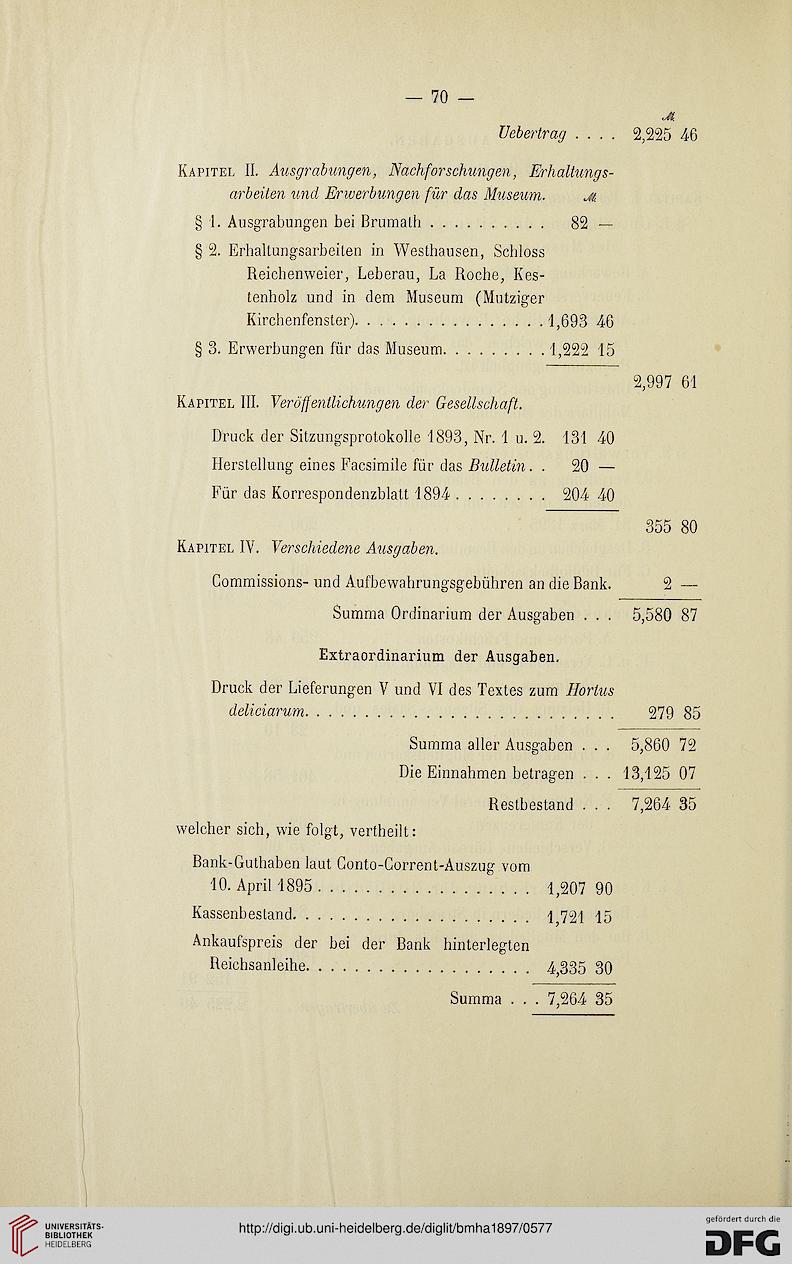 — 70 —
ℳ
Uebertrag . . . . 2,225 46
Kapitel II. Ausgrabungen, Nachforschungen, Erhaltungs-
arbeiten und Erwerbungen für das Museum. ℳ
§ 1. Ausgrabungen bei Brumath . . . . . . . . . . 82 —
§ 2. Erhaltungsarbeiten in Westhausen, Schloss
Reichenweier, Leberau, La Roche, Kes-
tenholz und in dem Museum (Mutziger
Kirchenfenster). . . . . . . . . . . . . . . . 1,693 46
§ 3. Erwerbungen für das Museum. . . . . . . . . 1,222 15
2,997 61
Kapitel III. Veröffentlichungen der Gesellschaft.
Druck der Sitzungsprotokolle 1893, Nr. 1 u. 2. 131 40
Herstellung eines Facsimile für das Bulletin . . 20 —
Für das Korrespondenzblatt 1894 . . . . . . . . 204 40
355 80
Kapitel IV. Verschiedene Ausgaben.
Commissions- und Aufbewahrungsgebühren an die Bank. 2 —
Summa Ordinarium der Ausgaben . . . 5,580 87
Extraordinarium der Ausgaben.
Druck der Lieferungen V und VI des Textes zum Hortus
deliciarum. . . . . . . . . . . . . . . . . . . . . . . . . . . 279 85
Summa aller Ausgaben . . . 5,860 72
Die Einnahmen betragen . . . 13,125 07
Restbestand . . . 7,264 35
welcher sich, wie folgt, vertheilt:
Bank-Guthaben laut Conto-Corrent-Auszug vom
10. April 1895 . . . . . . . . . . . . . . . . . . 1,207 90
Kassenbestand. . . . . . . . . . . . . . . . . . . . 1,721 15
Ankaufspreis der bei der Bank hinterlegten
Reichsanleihe. . . . . . . . . . . . . . . . . . . 4,335 30
Summa . . . 7,264 35
UNIVERSITÄTS-
BIBLIOTHEK
HEIDELBERG
http://digi.ub.uni-heidelberg.de/diglit/bmha1897/0577
gefördert durch die
DFG